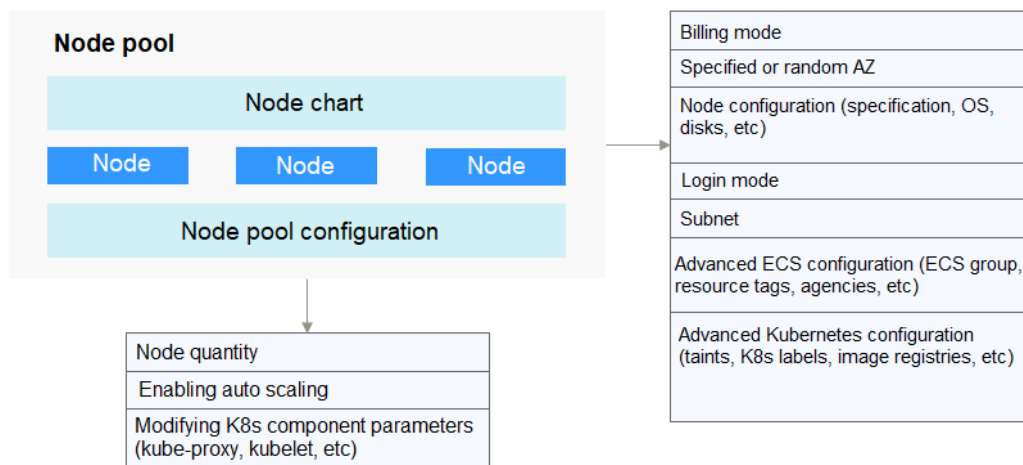 Node pool
Node chart
Node
Node
Node
Node pool configuration
Node quantity
Enabling auto scaling
Modifying K8s component parameters
(kube-proxy, kubelet, etc)
Billing mode
Specified or random AZ
Node configuration (specification, OS,
disks, etc)
Login mode
Subnet
Advanced ECS configuration (ECS group,
resource tags, agencies, etc)
Advanced Kubernetes configuration
(taints, K8s labels, image registries, etc)